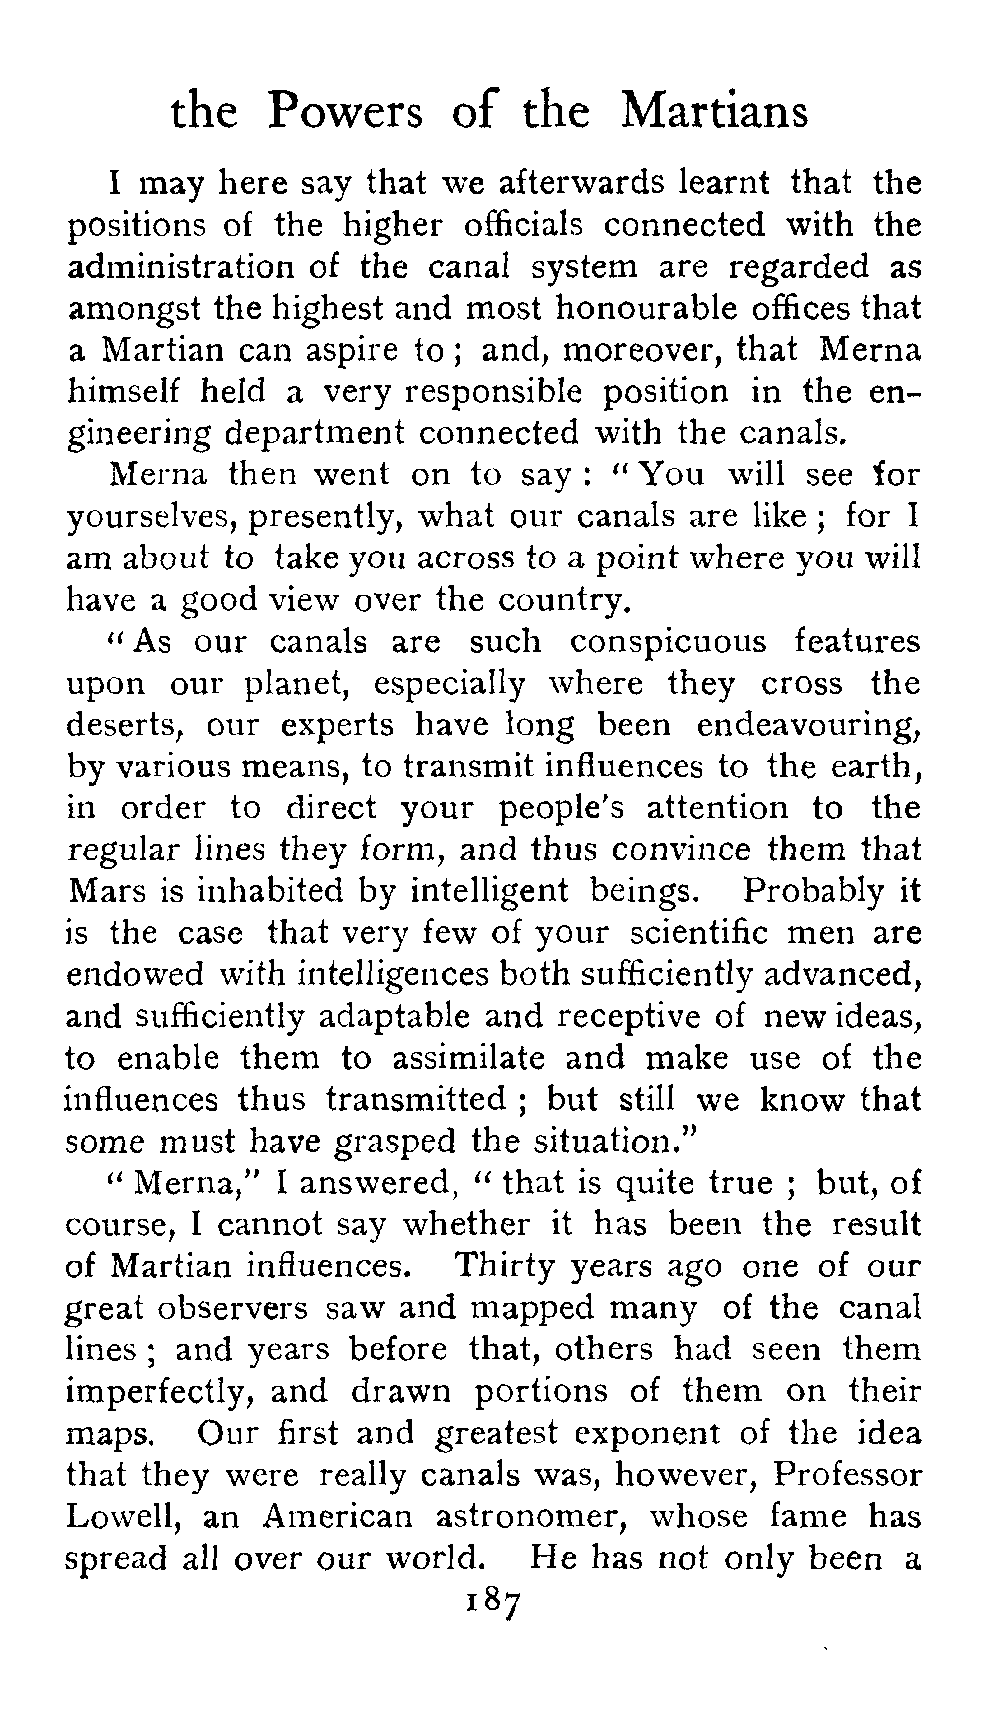 the Powers of the Martians
I may here say that we afterwards learnt that the
positions of the higher officials connected with the
administration of the canal system are regarded as
amongst the highest and most honourable offices that
a Martian can aspire to ; and, moreover, that Merna
himself held a very responsible position in the en-
gineering department connected with the canals.
Merna then went on to say : " You will see for
yourselves, presently, what our canals are like ; for I
am about to take you across to a point where you will
have a good view over the country.
" As our canals are such conspicuous features
upon our planet, especially where they cross the
deserts, our experts have long been endeavouring,
by various means, to transmit influences to the earth,
in order to direct your people's attention to the
regular lines they form, and thus convince them that
Mars is inhabited by intelligent beings. Probably it
is the case that very few of your scientific men are
endowed with intelligences both sufficiently advanced,
and sufficiently adaptable and receptive of new ideas,
to enable them to assimilate and make use of the
influences thus transmitted ; but still we know that
some must have grasped the situation."
" Merna," I answered, " that is quite true ; but, of
course, I cannot say whether it has been the result
of Martian influences. Thirty years ago one of our
great observers saw and mapped many of the canal
lines ; and years before that, others had seen them
imperfectly, and drawn portions of them on their
maps. Our first and greatest exponent of the idea
that they were really canals was, however, Professor
Lowell, an American astronomer, whose fame has
spread all over our world. He has not only been a
187